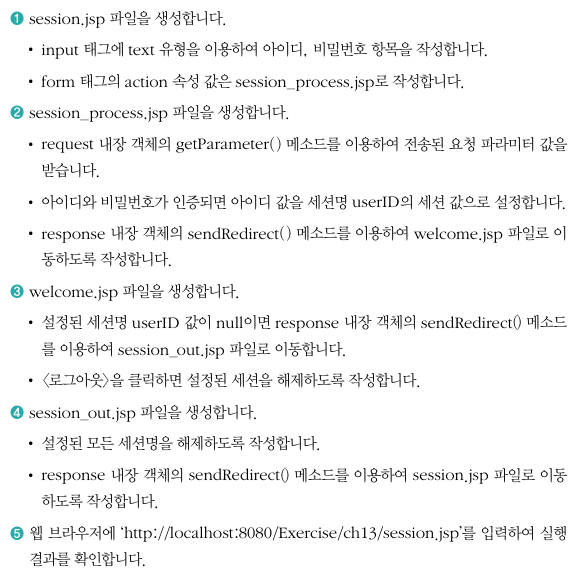 ❶ session.jsp 파일을 생성합니다.
• input 태그에 text 유형을 이용하여 아이디, 비밀번호 항목을 작성합니다.
• form 태그의 action 속성 값은 session_process.jsp로 작성합니다.
❷ session_process.jsp 파일을 생성합니다.
• request 내장 객체의 getParameter() 메소드를 이용하여 전송된 요청 파라미터 값을
받습니다.
• 아이디와 비밀번호가 인증되면 아이디 값을 세션명 userID의 세션 값으로 설정합니다.
• response 내장 객체의 sendRedirect() 메소드를 이용하여 welcome.jsp 파일로 이
동하도록 작성합니다.
❸ welcome.jsp 파일을 생성합니다.
• 설정된 세션명 userID 값이 null이면 response 내장 객체의 sendRedirect() 메소드
를 이용하여 session_out.jsp 파일로 이동합니다.
• 〈로그아웃〉을 클릭하면 설정된 세션을 해제하도록 작성합니다.
❹ session_out.jsp 파일을 생성합니다.
• 설정된 모든 세션명을 해제하도록 작성합니다.
• response 내장 객체의 sendRedirect() 메소드를 이용하여 session.jsp 파일로 이동
하도록 작성합니다.
❺ 웹 브라우저에 ‘http://localhost:8080/Exercise/ch13/session.jsp’를 입력하여 실행
결과를 확인합니다.